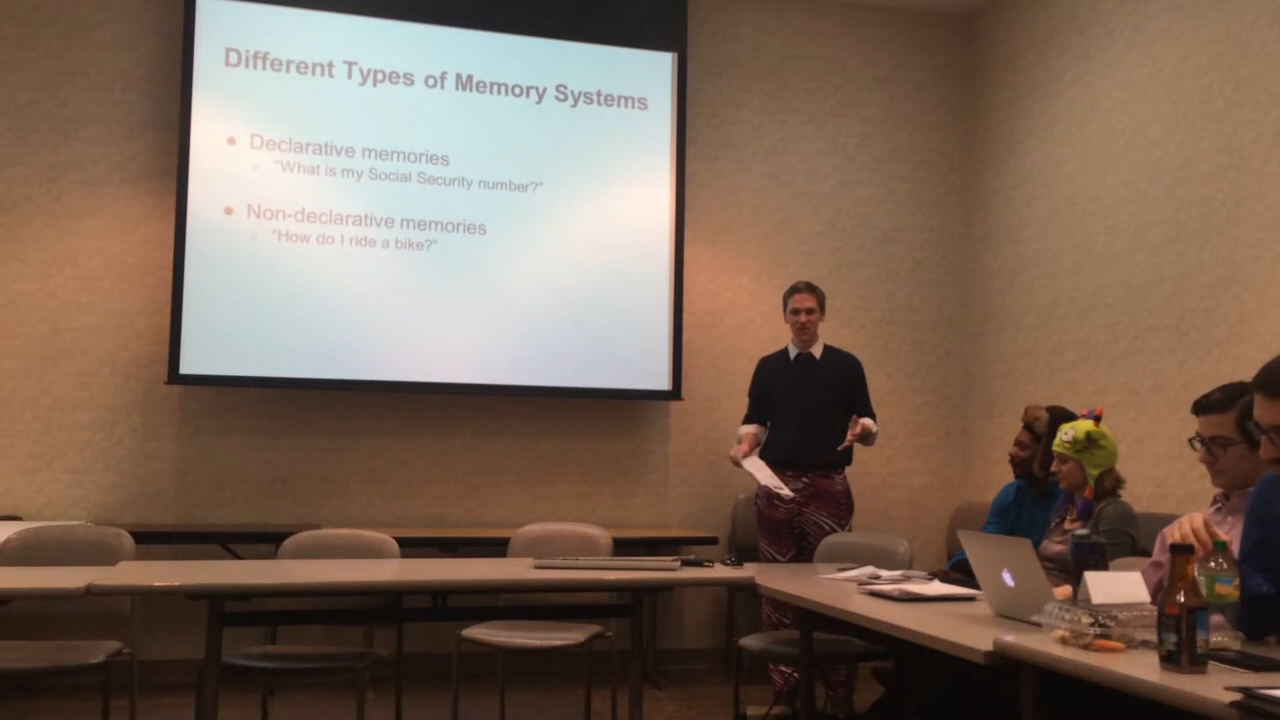 Different Types of Memory Systems
● Declarative memories
○ "What is my Social Security number?"
● Non-declarative memories
○ "How do I ride a bike?"